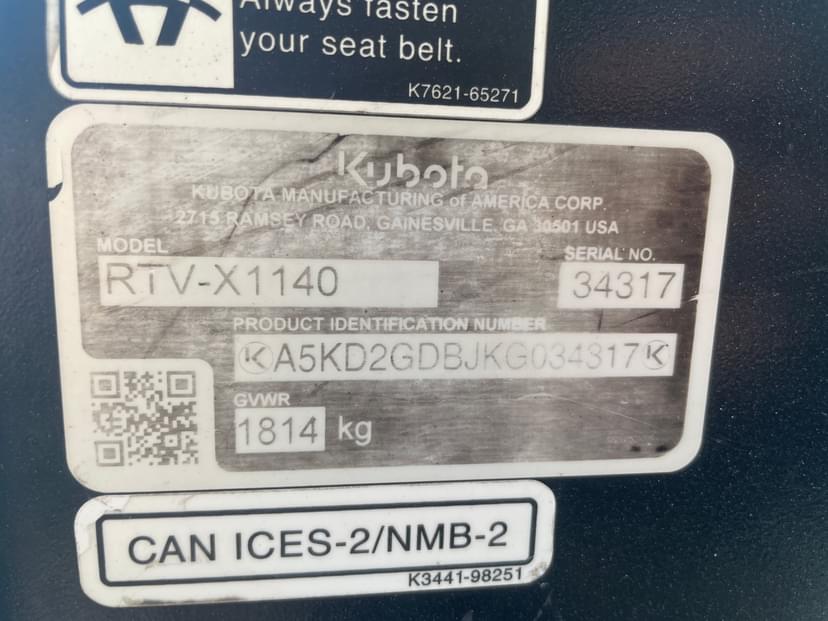 Always fasten
your seat belt.
K7621-65271
Kubota
KUBOTA MANUFACTURING of AMERICA CORP.
2715 RAMSEY ROAD, GAINESVILLE, GA 30501 USA
MODEL
SERIAL NO.
RTV-X1140
34317
PRODUCT IDENTIFICATION NUMBER
A5KD2GDBJKG034317
GVWR
1814 kg
CAN ICES-2/NMB-2
K3441-98251